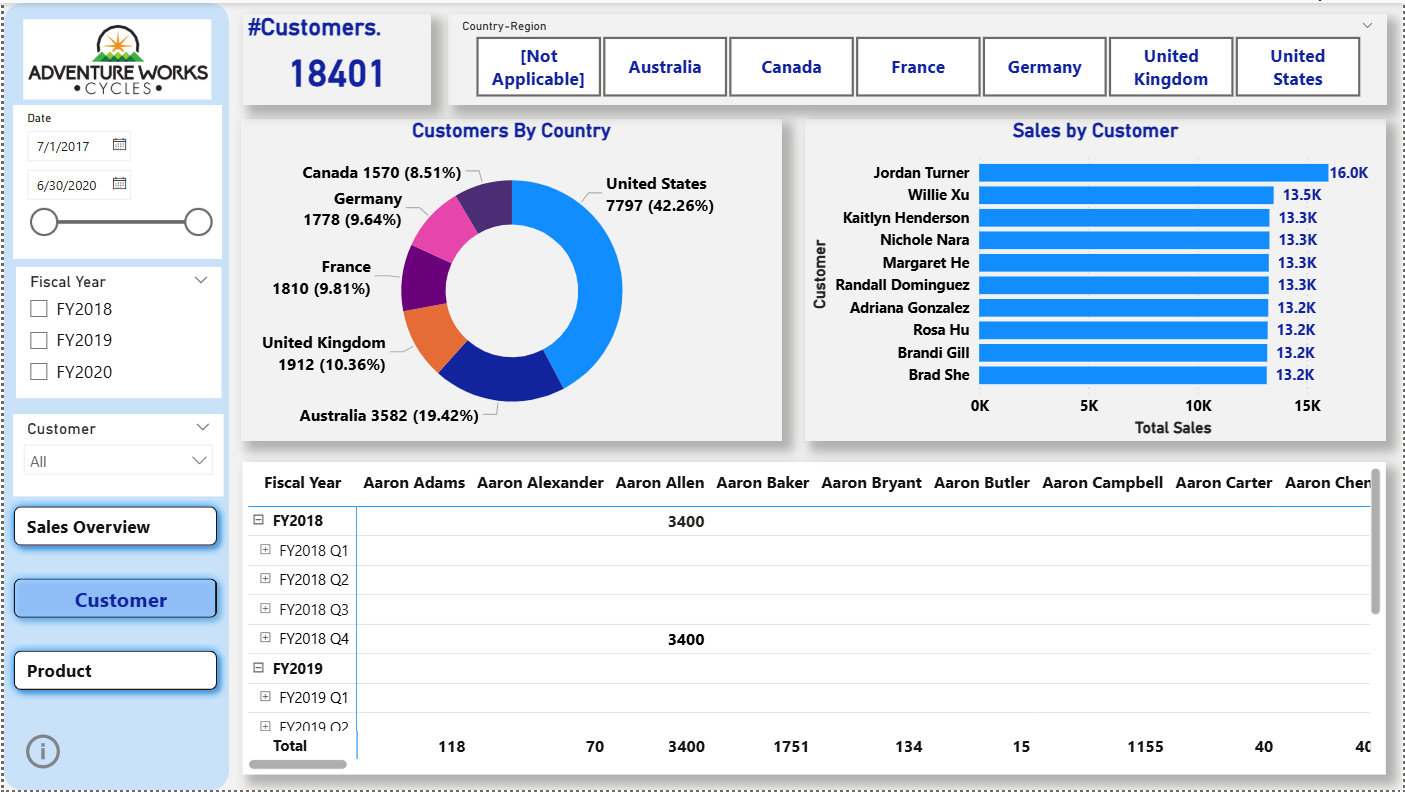 ADVENTURE WORKS
•CYCLES•
Date
7/1/2017
6/30/2020
Fiscal Year
FY2018
FY2019
FY2020
Customer
All
Sales Overview
Customer
Product
#Customers.
18401
Country-Region
[Not
Applicable]
Australia
Canada
France
Germany
United
Kingdom
United
States
Customers By Country
Canada 1570 (8.51%)
Germany
1778 (9.64%)
France
1810 (9.81%)
United Kingdom
1912 (10.36%)
Australia 3582 (19.42%)
United States
7797 (42.26%)
Sales by Customer
Customer
Jordan Turner 16.0K
Willie Xu 13.5K
Kaitlyn Henderson 13.3K
Nichole Nara 13.3K
Margaret He 13.3K
Randall Dominguez 13.3K
Adriana Gonzalez 13.2K
Rosa Hu 13.2K
Brandi Gill 13.2K
Brad She 13.2K
0K 5K 10K 15K
Total Sales
Fiscal Year Aaron Adams Aaron Alexander Aaron Allen Aaron Baker Aaron Bryant Aaron Butler Aaron Campbell Aaron Carter Aaron Chen
FY2018 3400
FY2018 Q1
FY2018 Q2
FY2018 Q3
FY2018 Q4 3400
FY2019
FY2019 Q1
FY2019 Q2
Total 118 70 3400 1751 134 15 1155 40 40